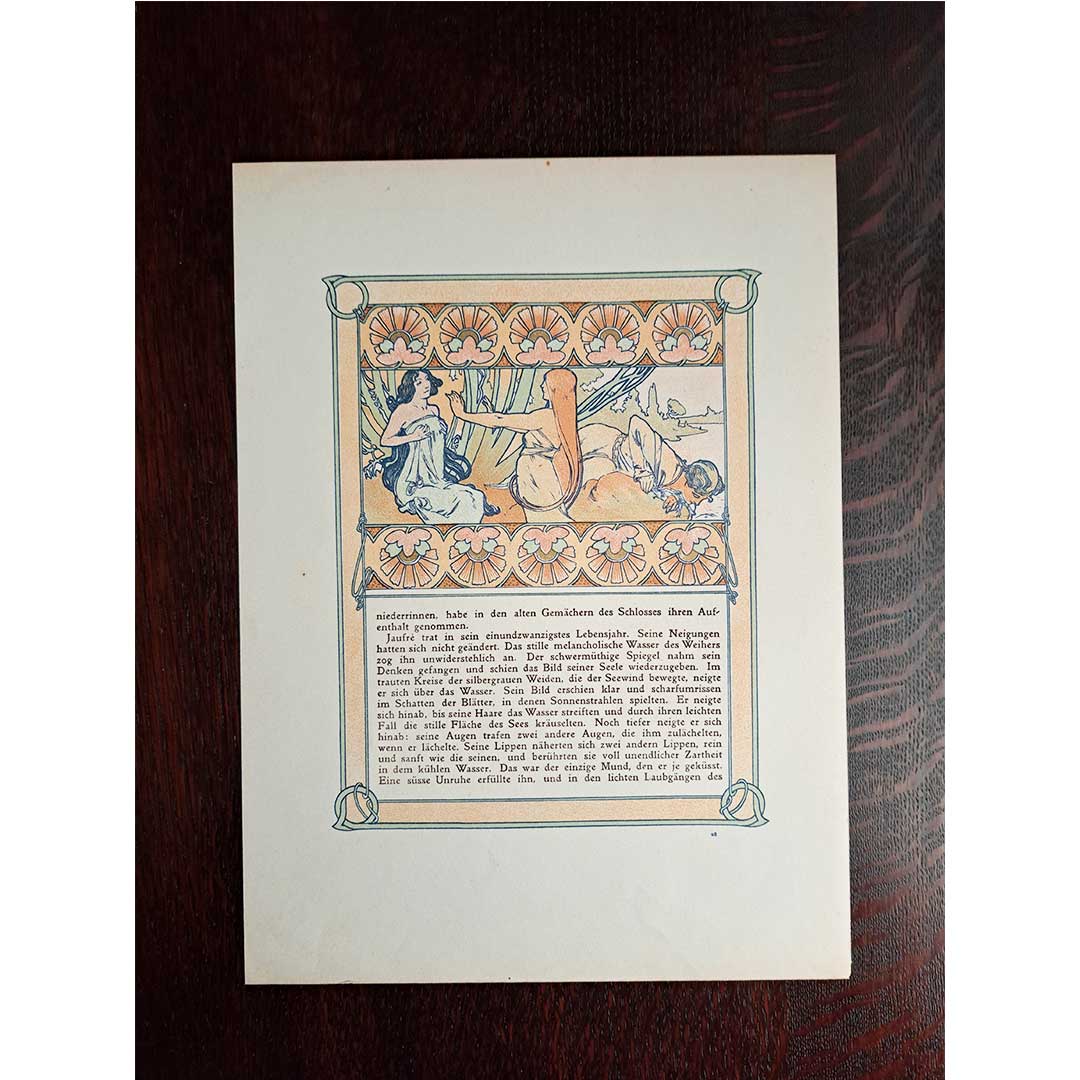 niederrinnen, habe in den alten Gemächern des Schlosses ihren Auf-
enthalt genommen.
Jaufré trat in sein einundzwanzigstes Lebensjahr. Seine Neigungen
hatten sich nicht geändert. Das stille melancholische Wasser des Weihers
zog ihn unwiderstehlich an. Der schwermüthige Spiegel nahm sein
Denken gefangen und schien das Bild seiner Seele wiederzugeben. Im
trauten Kreise der silbergrauen Weiden, die der Seewind bewegte, neigte
er sich über das Wasser. Sein Bild erschien klar und scharfumrissen
im Schatten der Blätter, in denen Sonnenstrahlen spielten. Er neigte
sich hinab, bis seine Haare das Wasser streiften und durch ihren leichten
Fall die stille Fläche des Sees kräuselten. Noch tiefer neigte er sich
hinab: seine Augen trafen zwei andere Augen, die ihm zulächelten,
wenn er lächelte. Seine Lippen näherten sich zwei andern Lippen, rein
und sanft wie die seinen, und berührten sie voll unendlicher Zartheit
in dem kühlen Wasser. Das war der einzige Mund, den er je geküsst.
Eine süsse Unruhe erfüllte ihn, und in den lichten Laubgängen des